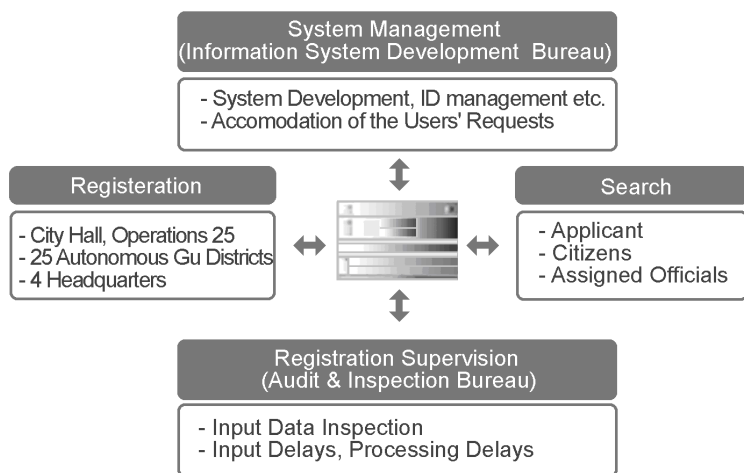 System Management
(Information System Development Bureau)
- System Development, ID management etc.
- Accomodation of the Users' Requests
Registeration
- City Hall, Operations 25
- 25 Autonomous Gu Districts
- 4 Headquarters
Search
- Applicant
- Citizens
- Assigned Officials
Registration Supervision
(Audit & Inspection Bureau)
- Input Data Inspection
- Input Delays, Processing Delays